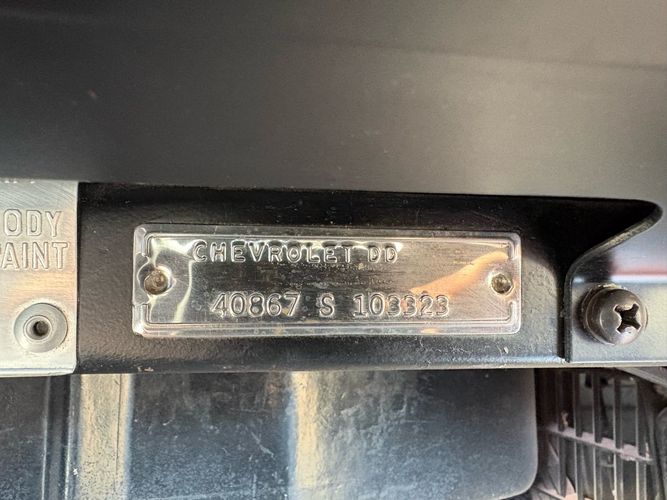 ODY
AINT
CHEVROLET DD
40867 S 103323